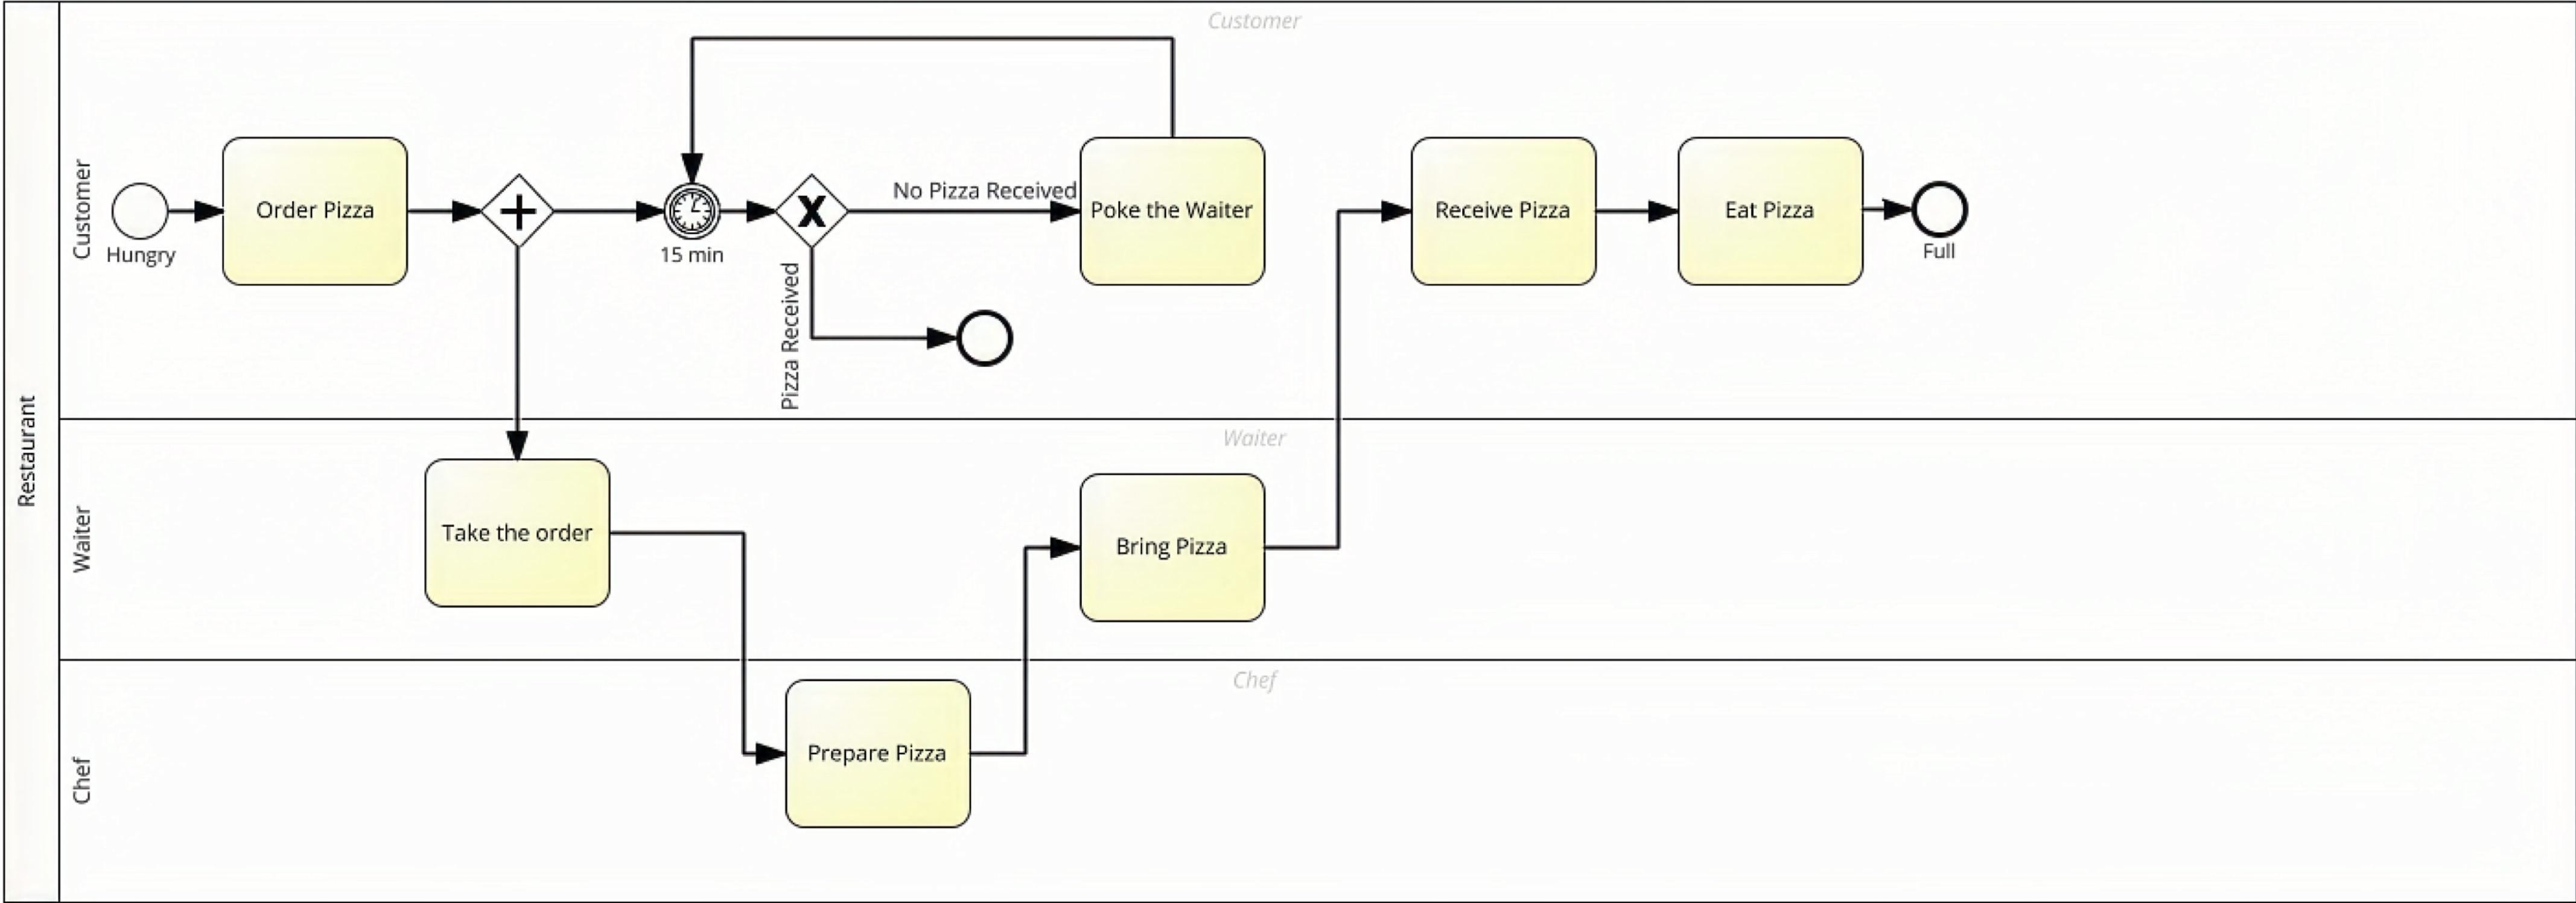 Restaurant
Customer
Customer
Hungry
Order Pizza
15 min
No Pizza Received
Pizza Received
Poke the Waiter
Receive Pizza
Eat Pizza
Full
Waiter
Waiter
Take the order
Bring Pizza
Chef
Chef
Prepare Pizza